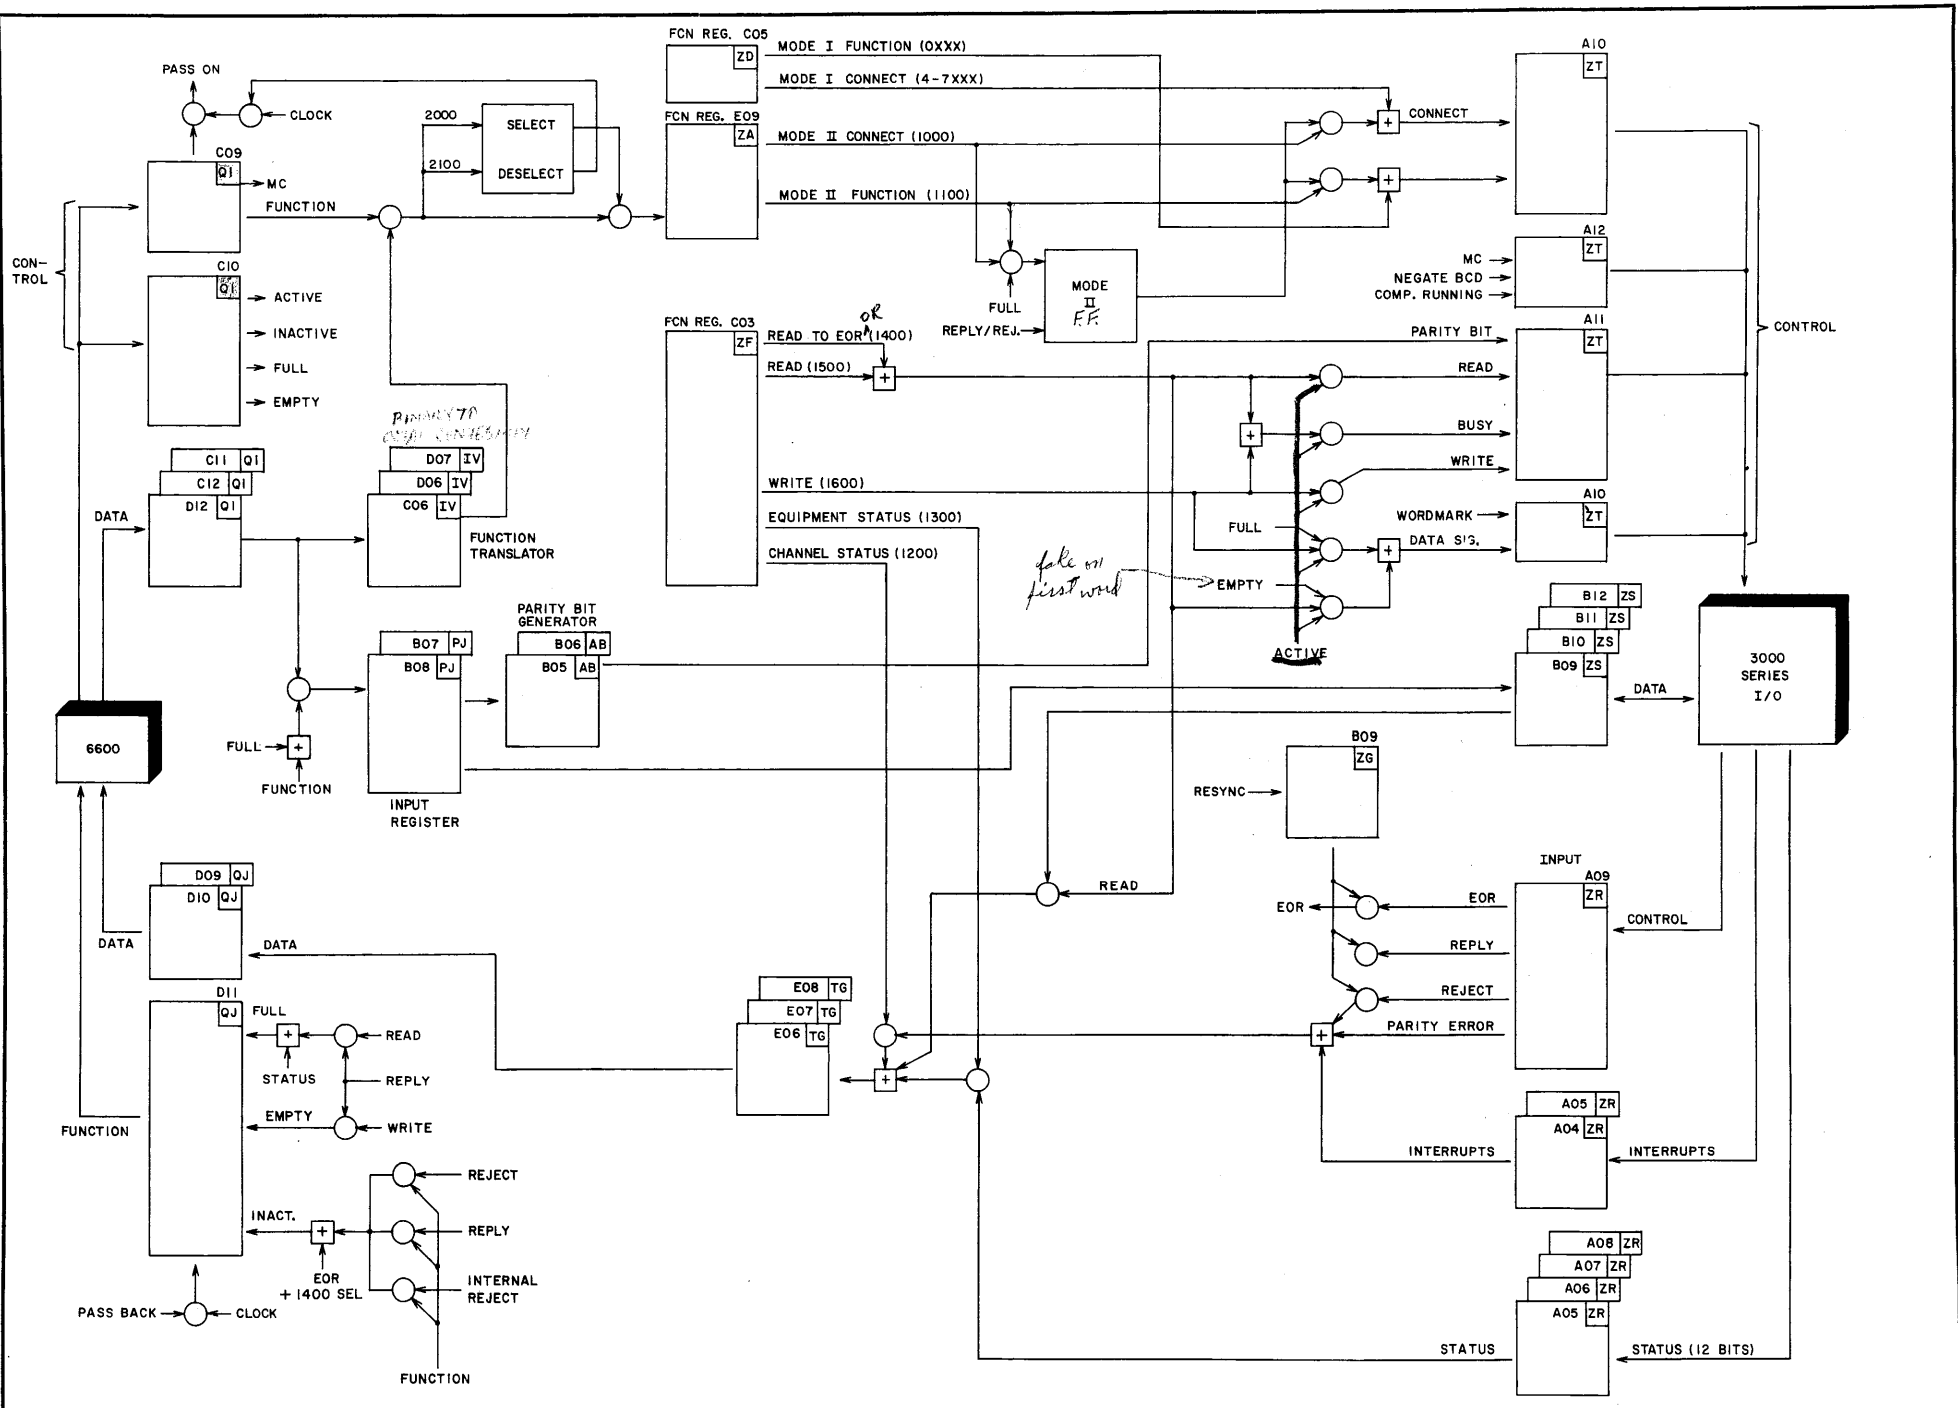 FCN REG. C05
ZD
MODE I FUNCTION (0XXX)
MODE I CONNECT (4-7XXX)
A10
ZT
PASS ON
CLOCK
2000
SELECT
2100
DESELECT
FCN REG. E09
ZA
MODE II CONNECT (1000)
MODE II FUNCTION (1100)
CONNECT
C09
QI
MC
FUNCTION
CON-
TROL
C10
QI
ACTIVE
INACTIVE
FULL
EMPTY
FULL
REPLY/REJ.
MODE
II
F.F.
A12
ZT
MC
NEGATE BCD
COMP. RUNNING
CONTROL
FCN REG. C03
ZF
OR
READ TO EOR (1400)
READ (1500)
WRITE (1600)
EQUIPMENT STATUS (1300)
CHANNEL STATUS (1200)
PARITY BIT
A11
ZT
READ
BUSY
WRITE
BINARY TO
C11 QI
C12 QI
D12 QI
DATA
D07 IV
D06 IV
C06 IV
FUNCTION
TRANSLATOR
FULL
WORDMARK
A10
ZT
DATA SIG.
fake on
first word
EMPTY
ACTIVE
PARITY BIT
GENERATOR
B07 PJ
B08 PJ
B06 AB
B05 AB
B12 ZS
B11 ZS
B10 ZS
B09 ZS
DATA
3000
SERIES
I/O
6600
FULL
FUNCTION
INPUT
REGISTER
B09
ZG
RESYNC
INPUT
A09
ZR
EOR
EOR
REPLY
REJECT
PARITY ERROR
CONTROL
READ
D09 QJ
D10 QJ
DATA
DATA
E08 TG
E07 TG
E06 TG
D11
QJ
FULL
READ
STATUS
REPLY
EMPTY
WRITE
FUNCTION
A05 ZR
A04 ZR
INTERRUPTS
INTERRUPTS
REJECT
INACT.
REPLY
EOR
+ 1400 SEL
INTERNAL
REJECT
PASS BACK
CLOCK
FUNCTION
A08 ZR
A07 ZR
A06 ZR
A05 ZR
STATUS
STATUS (12 BITS)